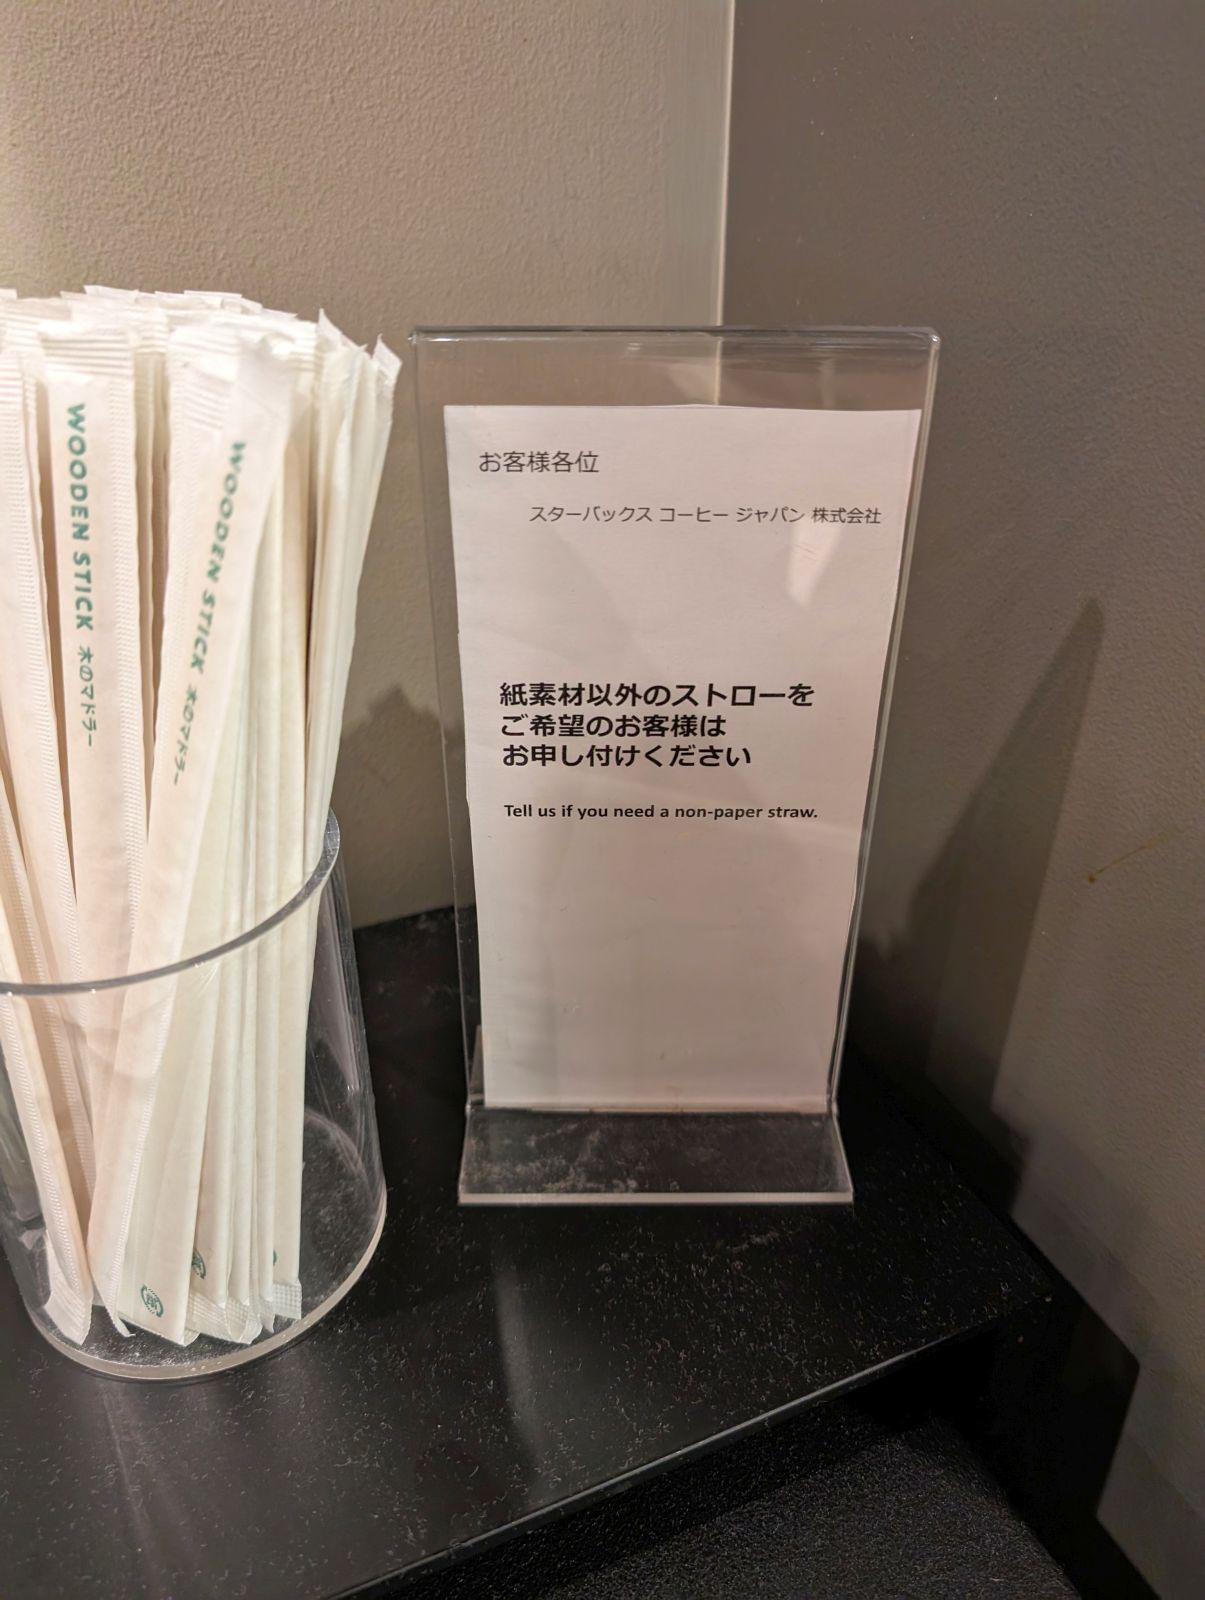 お客様各位
スターバックス コーヒー ジャパン 株式会社
紙素材以外のストローを
ご希望のお客様は
お申し付けください
Tell us if you need a non-paper straw.
WOODEN STICK 木のマドラー
WOODEN STICK 木のマドラー